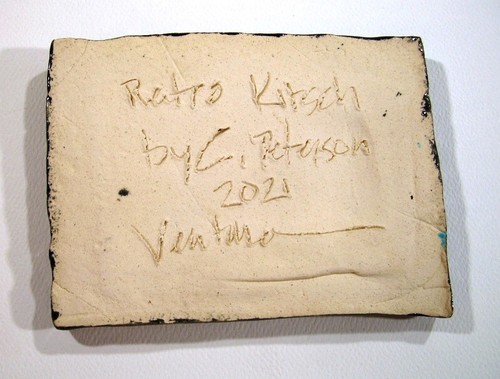 Retro Kitsch
by C. Peterson
2021
Ventura